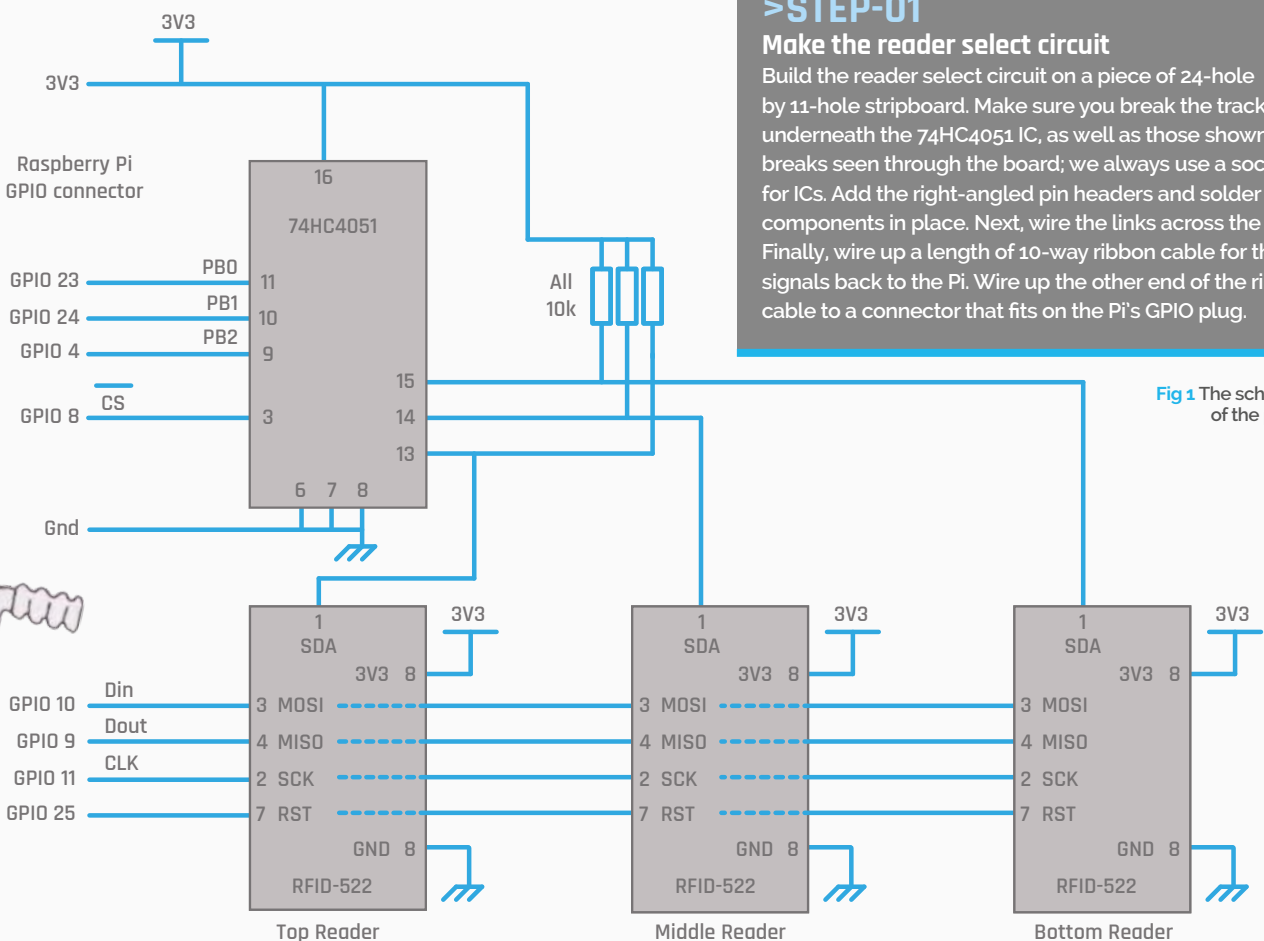 3V3
3V3
Raspberry Pi
GPIO connector
16
74HC4051
GPIO 23 PB0 11
GPIO 24 PB1 10
GPIO 4 PB2 9
GPIO 8 CS 3
15
14
13
6 7 8
Gnd
All
10k
>STEP-01
Make the reader select circuit
Build the reader select circuit on a piece of 24-hole
by 11-hole stripboard. Make sure you break the track
underneath the 74HC4051 IC, as well as those shown
breaks seen through the board; we always use a
for ICs. Add the right-angled pin headers and solder
components in place. Next, wire the links across the
Finally, wire up a length of 10-way ribbon cable for
signals back to the Pi. Wire up the other end of the
cable to a connector that fits on the Pi's GPIO plug.
Fig 1 The
of the
1
SDA
3V3
3V3 8
GPIO 10 Din 3 MOSI
GPIO 9 Dout 4 MISO
GPIO 11 CLK 2 SCK
GPIO 25 7 RST
GND 8
RFID-522
Top Reader
1
SDA
3V3
3V3 8
3 MOSI
4 MISO
2 SCK
7 RST
GND 8
RFID-522
Middle Reader
1
SDA
3V3
3V3 8
3 MOSI
4 MISO
2 SCK
7 RST
GND 8
RFID-522
Bottom Reader